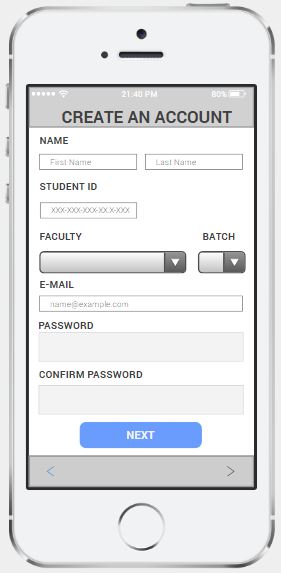 21:40 PM 80%
CREATE AN ACCOUNT
NAME
First Name Last Name
STUDENT ID
XXX-XXX-XXX-XX.X-XXX
FACULTY BATCH
E-MAIL
name@example.com
PASSWORD
CONFIRM PASSWORD
NEXT